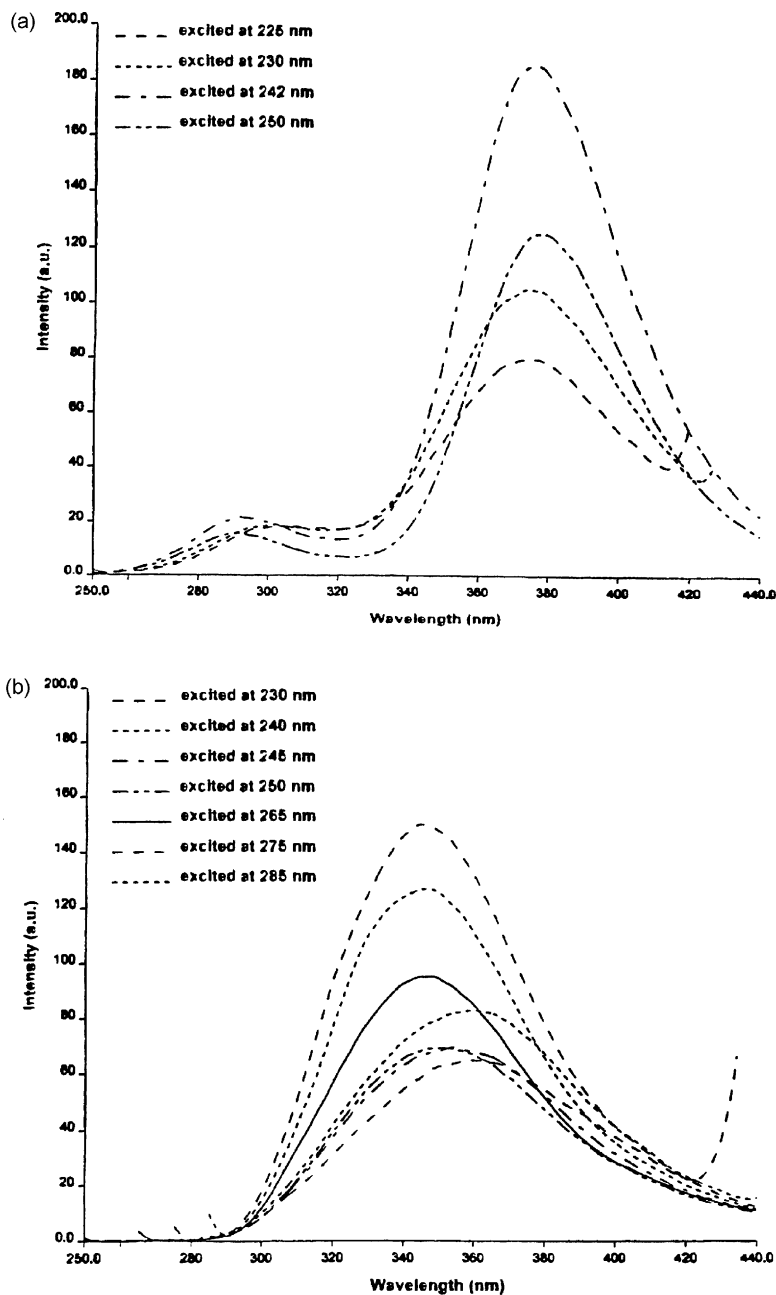 (a)
200.0
180
160
140
120
100
80
60
40
20
0.0
Intensity (a.u.)
excited at 225 nm
excited at 230 nm
excited at 242 nm
excited at 250 nm
250.0
300
320
340
360
380
400
420
440.0
Wavelength (nm)
(b)
200.0
180
160
140
120
100
80
60
40
20
0.0
Intensity (a.u.)
excited at 230 nm
excited at 240 nm
excited at 245 nm
excited at 250 nm
excited at 265 nm
excited at 275 nm
excited at 285 nm
250.0
300
320
340
360
380
400
420
440.0
Wavelength (nm)